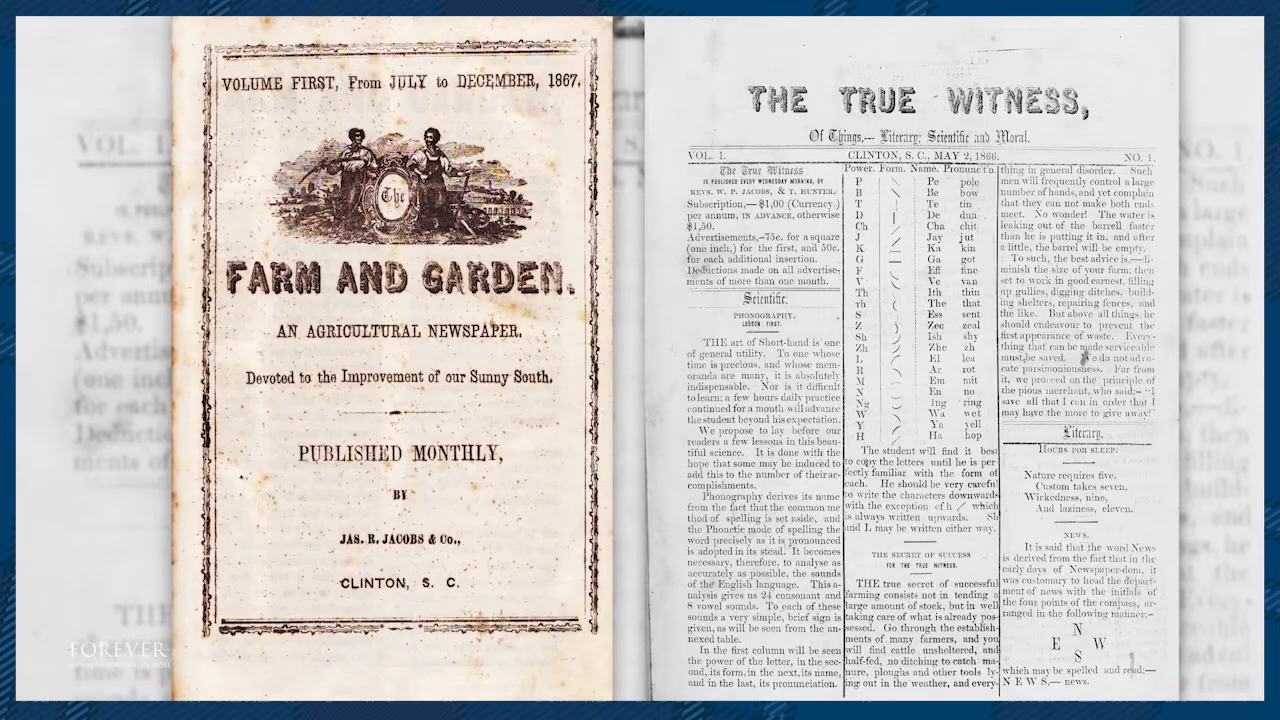 VOLUME FIRST, From JULY to DECEMBER, 1867.
The
FARM AND GARDEN.
AN AGRICULTURAL NEWSPAPER,
Devoted to the Improvement of our Sunny South.
PUBLISHED MONTHLY,
BY
JAS. R. JACOBS & Co.,
CLINTON, S. C.
THE TRUE WITNESS,
Of Things,— Literary; Scientific and Moral.
VOL. 1. CLINTON, S. C., MAY 2, 1866. NO. 1.
The True Witness
IS PUBLISHED EVERY WEDNESDAY MORNING, BY
REVS. W. P. JACOBS, & T. HUNTER.
Subscription,— $1,00 (Currency.)
per annum, IN ADVANCE, otherwise
$1,50.
Advertisements,—75c. for a square
(one inch,) for the first, and 50c.
for each additional insertion.
Deductions made on all advertise-
ments of more than one month.
Scientific.
PHONOGRAPHY.
LESSON FIRST.
THE art of Short-hand is one
of general utility. To one whose
time is precious, and whose mem-
oranda are many, it is absolutely
indispensable. Nor is it difficult
to learn; a few hours daily practice
continued for a month will advance
the student beyond his expectation.
We propose to lay before our
readers a few lessons in this beau-
tiful science. It is done with the
hope that some may be induced to
add this to the number of their ac-
complishments.
Phonography derives its name
from the fact that the common me
thod of spelling is set aside, and
the Phonetic mode of spelling the
word precisely as it is pronounced
is adopted in its stead. It becomes
necessary, therefore, to analyse as
accurately as possible, the sounds
of the English language. This a-
nalysis gives us 24 consonant and
8 vowel sounds. To each of these
sounds a very simple, brief sign is
given, as will be seen from the an-
nexed table.
In the first column will be seen
the power of the letter, in the sec-
ond, its form, in the next, its name,
and in the last, its pronunciation.
Power. Form. Name. Pronunct'n.
P Pe pole
B Be bow
T Te tin
D De dun
Ch Cha chit
J Jay jut
K Ka kin
G Ga got
F Eff fine
V Ve van
Th Ith thin
Th The that
S Ess sent
Z Zee zeal
Sh Ish shy
Zh Zhe zh
L El lea
R Ar rot
M Em mit
N En no
Ng Ing ring
W Wa wet
Y Ya yell
H Ha hop
The student will find it best
to copy the letters until he is per
fectly familiar with the form of
each. He should be very careful
to write the characters downwards
with the exception of h / which
is always written upwards. Sh
and L may be written either way.
THE SECRET OF SUCCESS
FOR THE TRUE WITNESS.
THE true secret of successful
farming consists not in tending a
large amount of stock, but in well
taking care of what is already pos-
sessed. Go through the establish-
ments of many farmers, and you
will find cattle unsheltered, and
half-fed, no ditching to catch ma-
nure, ploughs and other tools ly-
ing out in the weather, and every-
thing in general disorder. Such
men will frequently control a large
number of hands, and yet complain
that they can not make both ends
meet. No wonder! The water is
leaking out of the barrell faster
than he is putting it in, and after
a little, the barrel will be empty.
To such, the best advice is,—di-
minish the size of your farm; then
set to work in good earnest, filling
up gullies, digging ditches, build-
ing shelters, repairing fences, and
the like. But above all things, he
should endeavour to prevent the
first appearance of waste. Every-
thing that can be made serviceable
must be saved. e do not advo-
cate parsimoniousness. Far from
it, we proceed on the principle of
the pious merchant, who said:—"I
save all that I can in order that I
may have the more to give away!"
Literary.
HOURS FOR SLEEP.
Nature requires five,
Custom takes seven,
Wickedness, nine,
And laziness, eleven.
NEWS.
It is said that the word News
is derived from the fact that in the
early days of Newspaper-dom, it
was customary to head the depart-
ment of news with the initials of
the four points of the compass, ar-
ranged in the following manner,—
N
E W
S
which may be spelled and read;—
N E W S,— news.
FOREVER